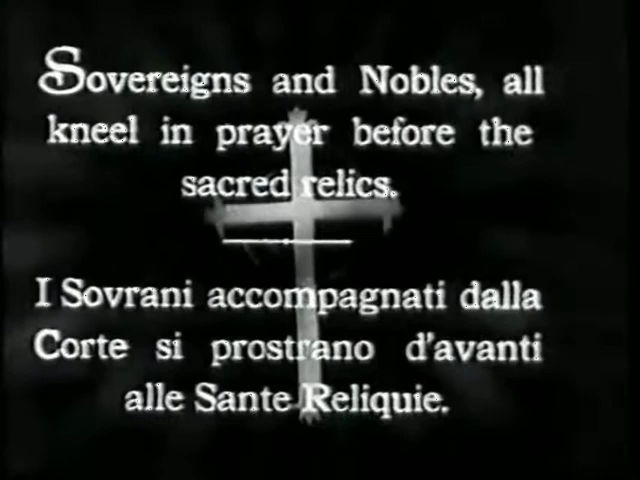 Sovereigns and Nobles, all
kneel in prayer before the
sacred relics.
I Sovrani accompagnati dalla
Corte si prostrano d'avanti
alle Sante Reliquie.